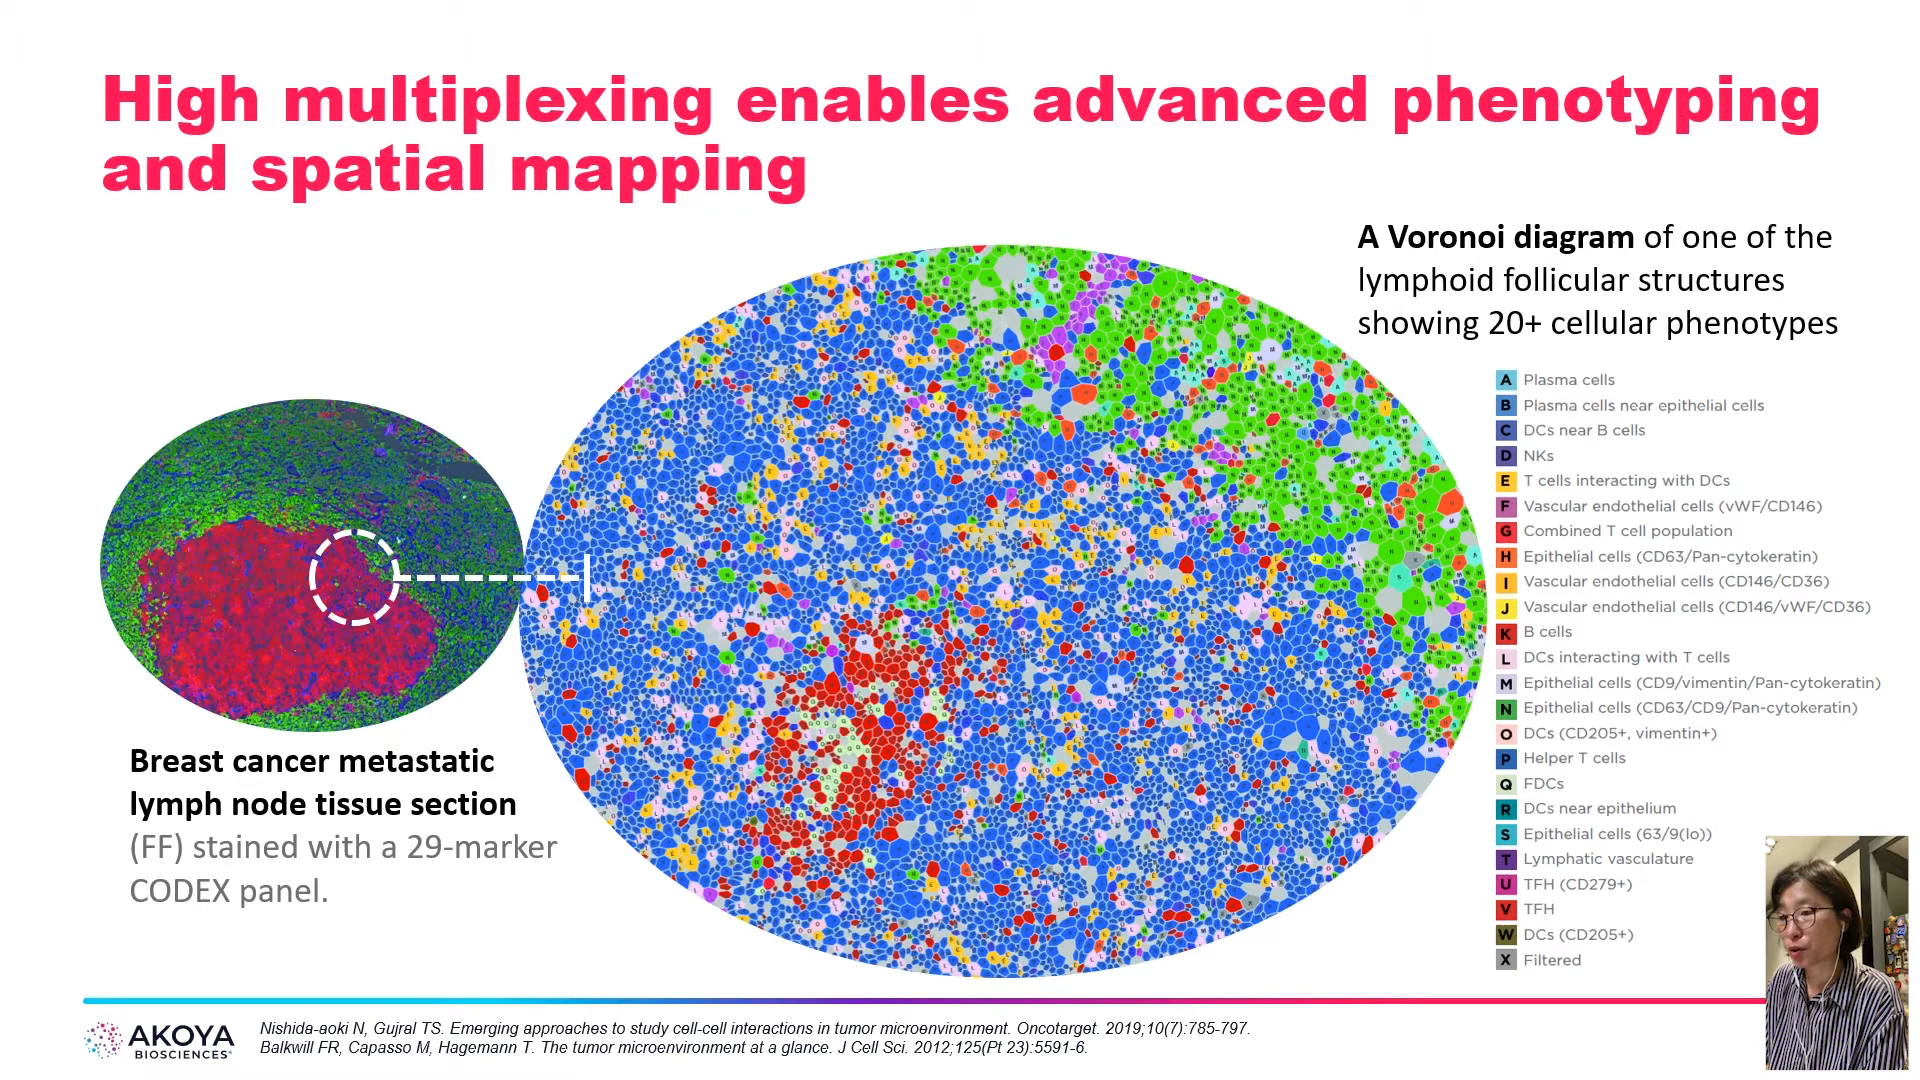 High multiplexing enables advanced phenotyping
and spatial mapping
A Voronoi diagram of one of the
lymphoid follicular structures
showing 20+ cellular phenotypes
A Plasma cells
B Plasma cells near epithelial cells
C DCs near B cells
D NKs
E T cells interacting with DCs
F Vascular endothelial cells (vWF/CD146)
G Combined T cell population
H Epithelial cells (CD63/Pan-cytokeratin)
I Vascular endothelial cells (CD146/CD36)
J Vascular endothelial cells (CD146/vWF/CD36)
K B cells
L DCs interacting with T cells
M Epithelial cells (CD9/vimentin/Pan-cytokeratin)
N Epithelial cells (CD63/CD9/Pan-cytokeratin)
O DCs (CD205+, vimentin+)
P Helper T cells
Q FDCs
R DCs near epithelium
S Epithelial cells (63/9(lo))
T Lymphatic vasculature
U TFH (CD279+)
V TFH
W DCs (CD205+)
X Filtered
Breast cancer metastatic
lymph node tissue section
(FF) stained with a 29-marker
CODEX panel.
AKOYA
BIOSCIENCES
Nishida-aoki N, Gujral TS. Emerging approaches to study cell-cell interactions in tumor microenvironment. Oncotarget. 2019;10(7):785-797.
Balkwill FR, Capasso M, Hagemann T. The tumor microenvironment at a glance. J Cell Sci. 2012;125(Pt 23):5591-6.